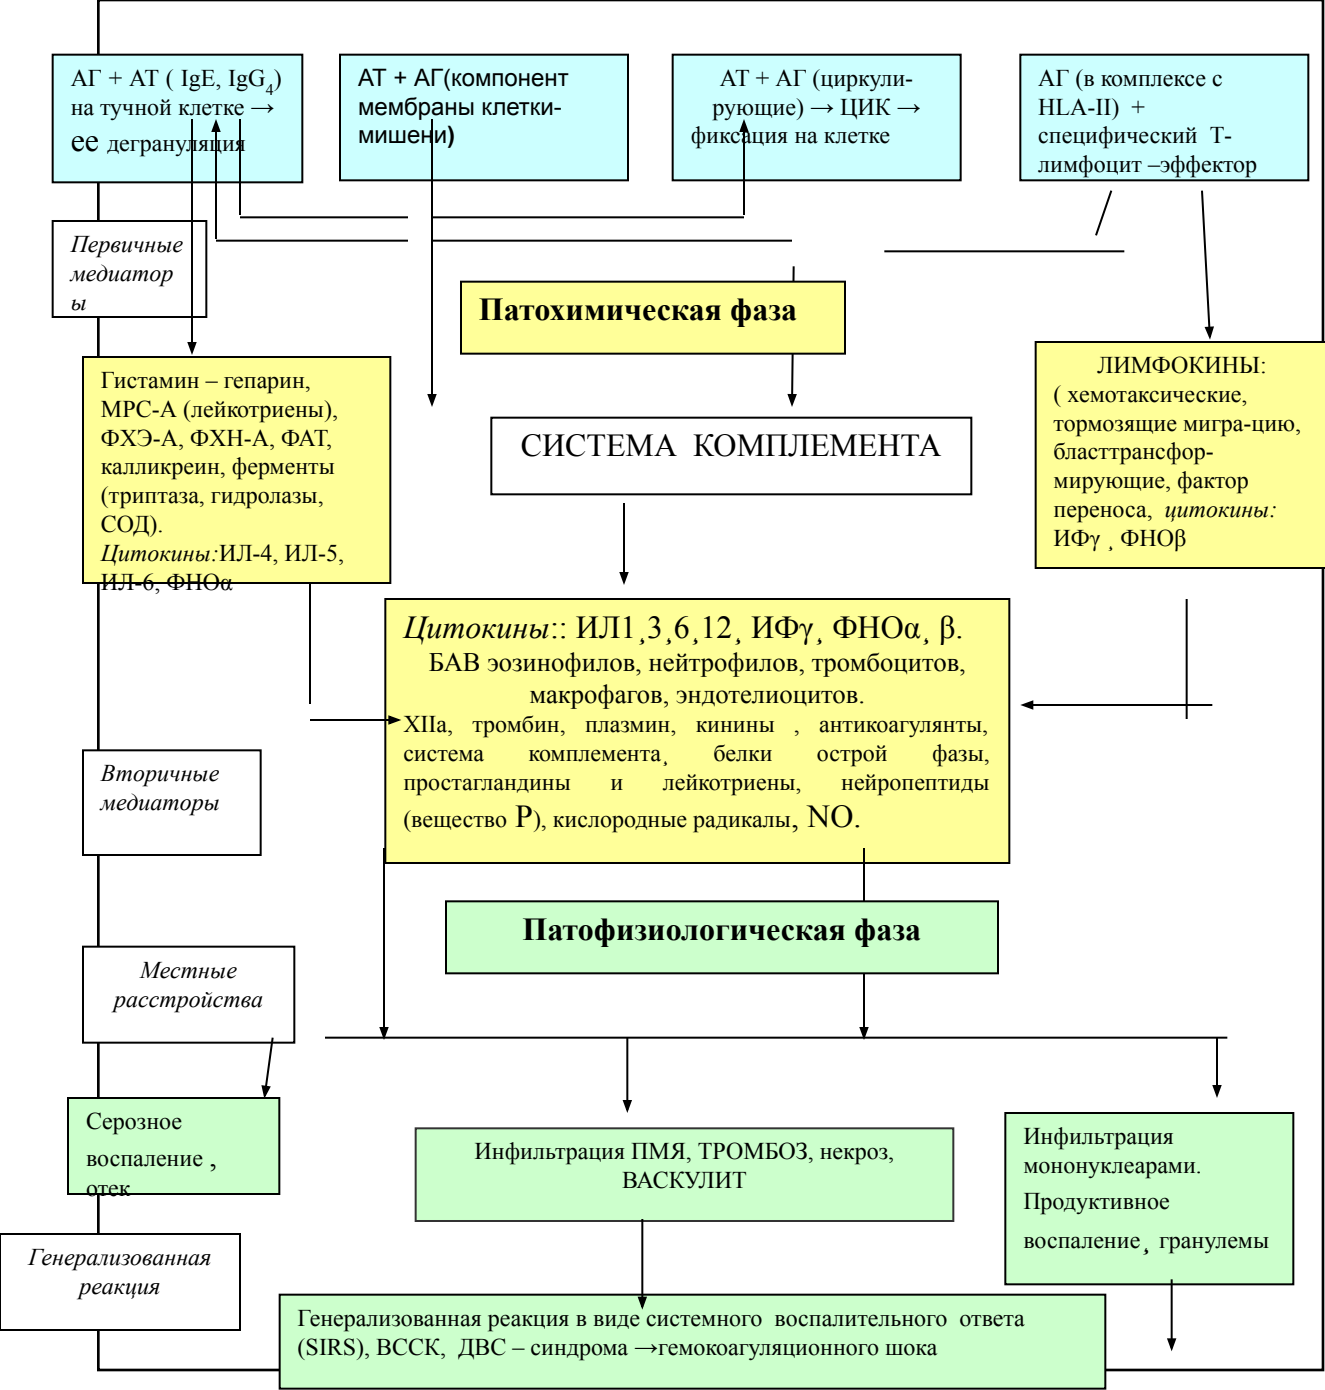 АГ + АТ ( IgE, IgG4)
на тучной клетке →
ее дегрануляция
АТ + АГ(компонент
мембраны клетки-
мишени)
АТ + АГ (циркули-
рующие) → ЦИК →
фиксация на клетке
АГ (в комплексе с
HLA-II) +
специфический Т-
лимфоцит –эффектор
Первичные
медиатор
ы
Патохимическая фаза
Гистамин – гепарин,
МРС-А (лейкотриены),
ФХЭ-А, ФХН-А, ФАТ,
калликреин, ферменты
(триптаза, гидролазы,
СОД).
Цитокины:ИЛ-4, ИЛ-5,
ИЛ-6, ФНОα
СИСТЕМА КОМПЛЕМЕНТА
ЛИМФОКИНЫ:
( хемотаксические,
тормозящие мигра-цию,
бласттрансфор-
мирующие, фактор
переноса, цитокины:
ИФγ , ФНОβ
Цитокины:: ИЛ1,3,6,12, ИФγ, ФНОα, β.
БАВ эозинофилов, нейтрофилов, тромбоцитов,
макрофагов, эндотелиоцитов.
XIIа, тромбин, плазмин, кинины , антикоагулянты,
система комплемента, белки острой фазы,
простагландины и лейкотриены, нейропептиды
(вещество Р), кислородные радикалы, NO.
Вторичные
медиаторы
Патофизиологическая фаза
Местные
расстройства
Серозное
воспаление ,
отек
Инфильтрация ПМЯ, ТРОМБОЗ, некроз,
ВАСКУЛИТ
Инфильтрация
мононуклеарами.
Продуктивное
воспаление, гранулемы
Генерализованная
реакция
Генерализованная реакция в виде системного воспалительного ответа
(SIRS), ВССК, ДВС – синдрома →гемокоагуляционного шока